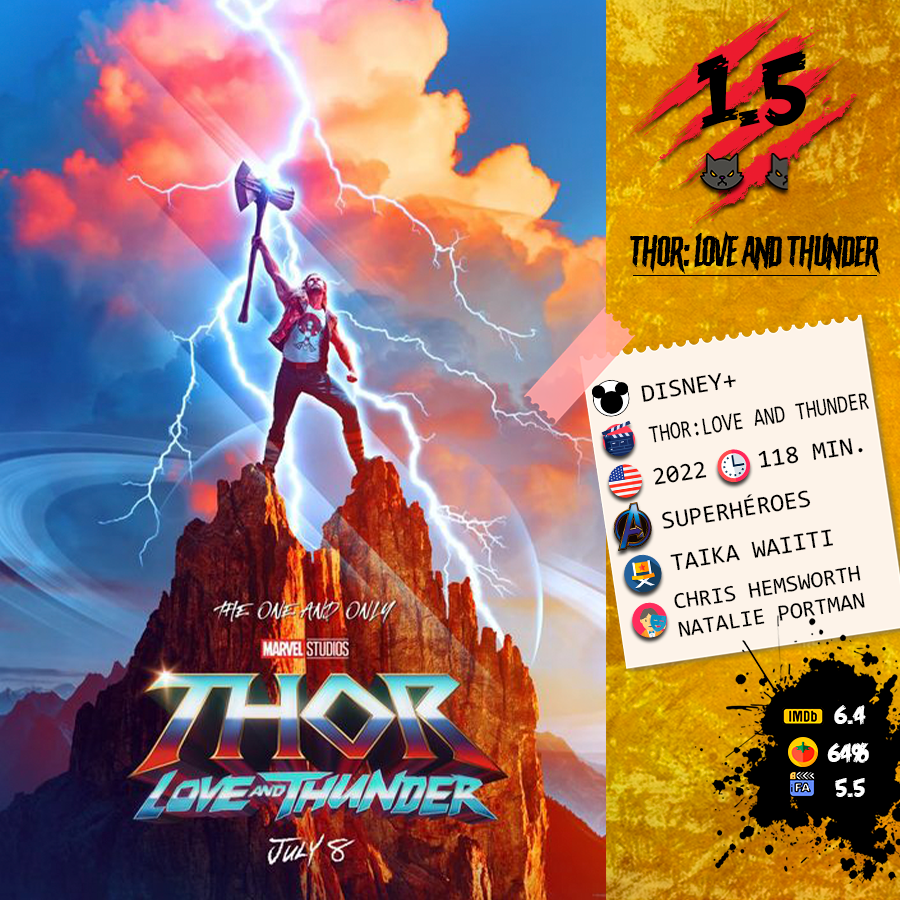 THE ONE AND ONLY
MARVEL STUDIOS
THOR
LOVE AND THUNDER
JULY 8
1.5
THOR: LOVE AND THUNDER
DISNEY+
THOR:LOVE AND THUNDER
2022 118 MIN.
SUPERHÉROES
TAIKA WAIITI
CHRIS HEMSWORTH
NATALIE PORTMAN
IMDb 6.4
64%
FA 5.5